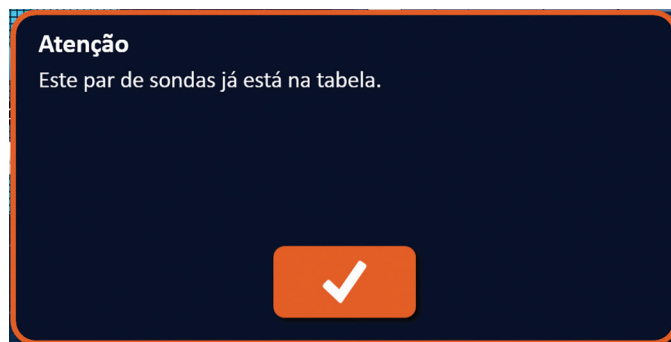 Atenção
Este par de sondas já está na tabela.